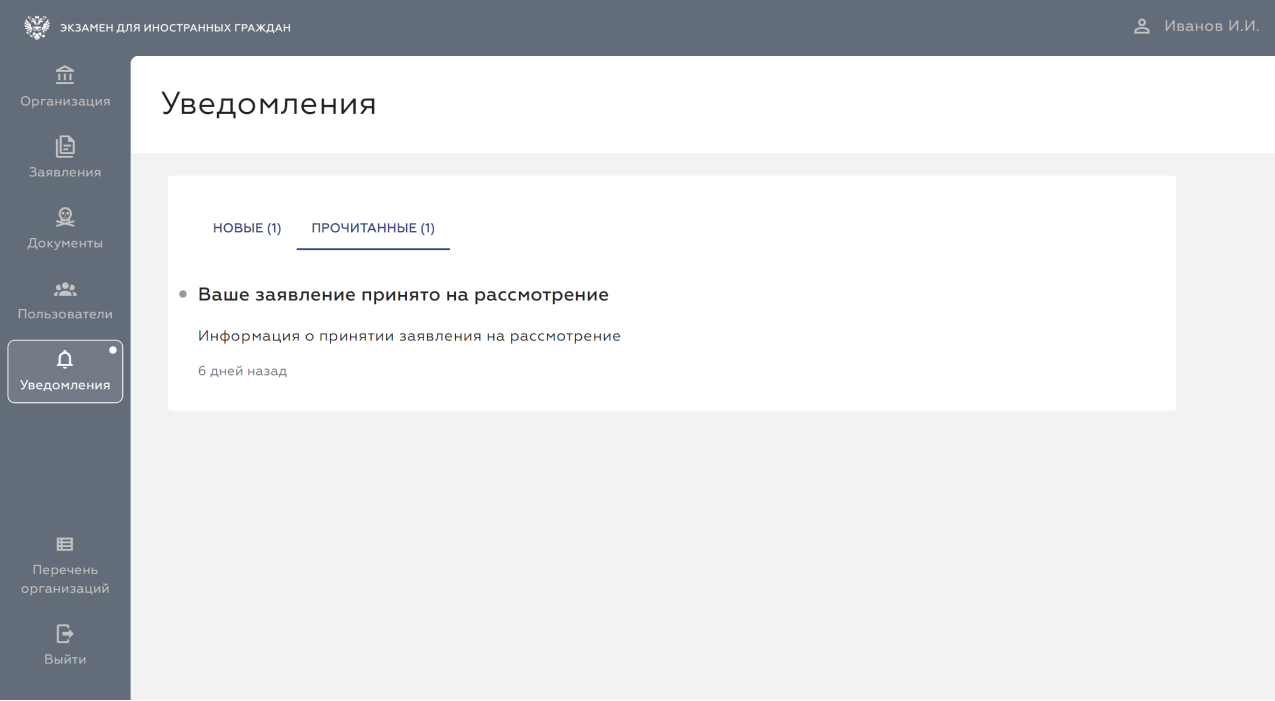 ЭКЗАМЕН ДЛЯ ИНОСТРАННЫХ ГРАЖДАН
Иванов И.И.
Организация
Заявления
Документы
Пользователи
Уведомления
Перечень
организаций
Выйти
Уведомления
НОВЫЕ (1) ПРОЧИТАННЫЕ (1)
Ваше заявление принято на рассмотрение
Информация о принятии заявления на рассмотрение
6 дней назад